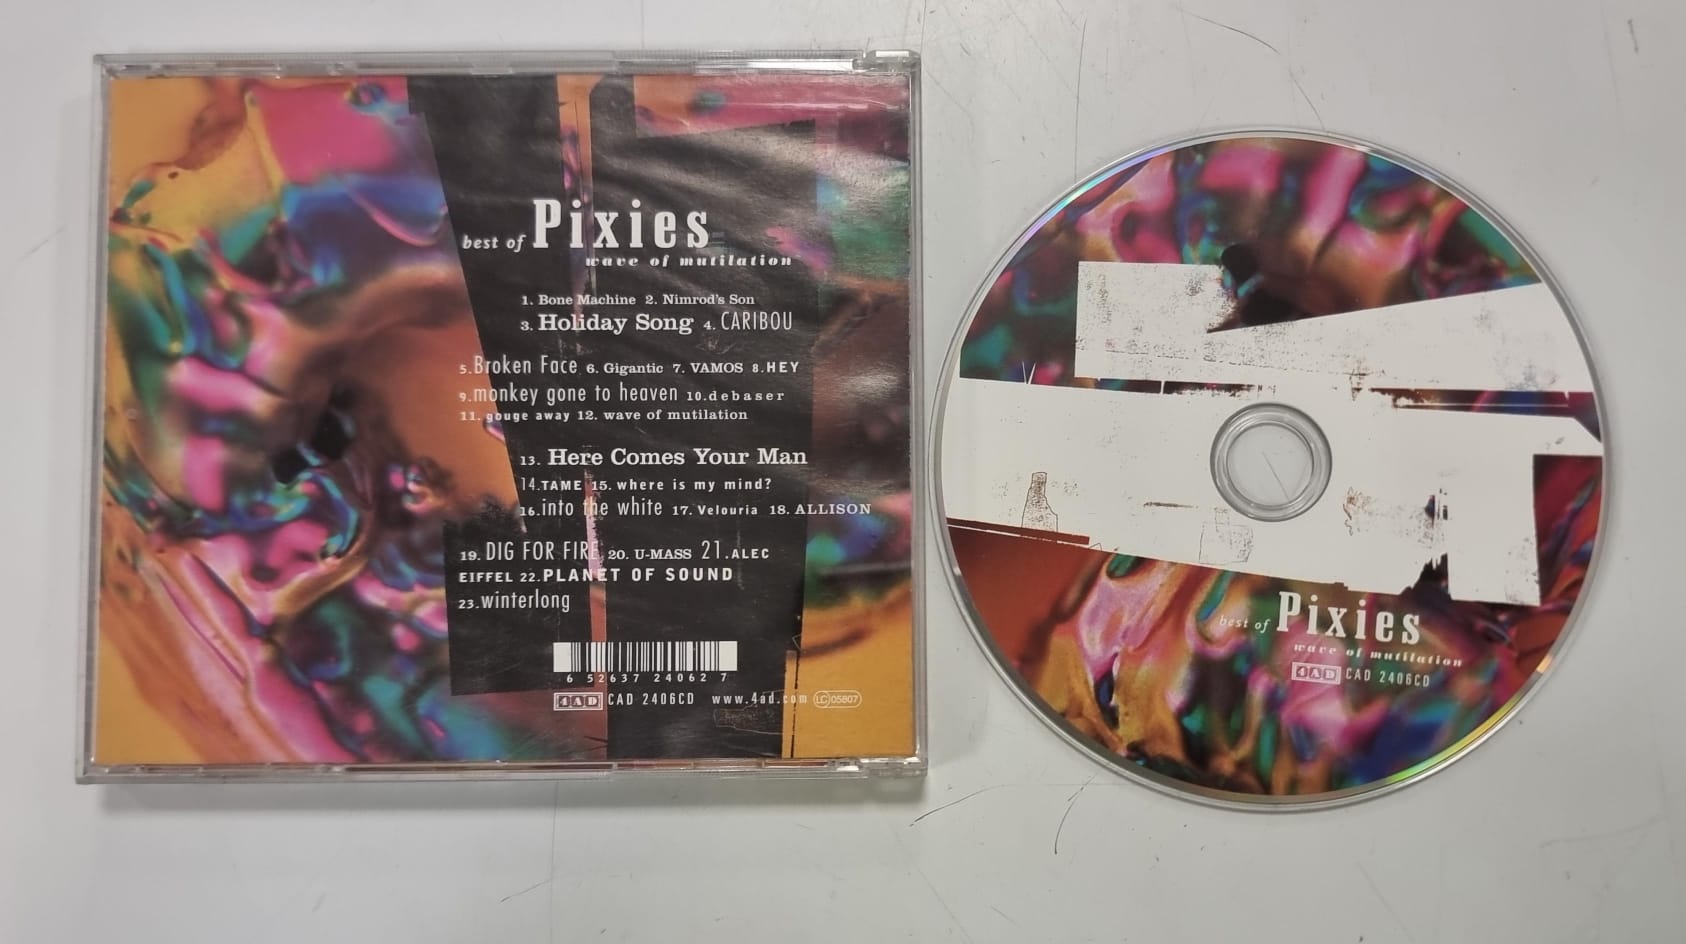 best of Pixies
wave of mutilation
1. Bone Machine 2. Nimrod's Son
3. Holiday Song 4. CARIBOU
5. Broken Face 6. Gigantic 7. VAMOS 8. HEY
9. monkey gone to heaven 10. debaser
11. gouge away 12. wave of mutilation
13. Here Comes Your Man
14. TAME 15. where is my mind?
16. into the white 17. Velouria 18. ALLISON
19. DIG FOR FIRE 20. U-MASS 21. ALEC
EIFFEL 22. PLANET OF SOUND
23. winterlong
6 52637 24062 7
4AD CAD 2406CD www.4ad.com LC 05807
best of Pixies
wave of mutilation
4AD CAD 2406CD